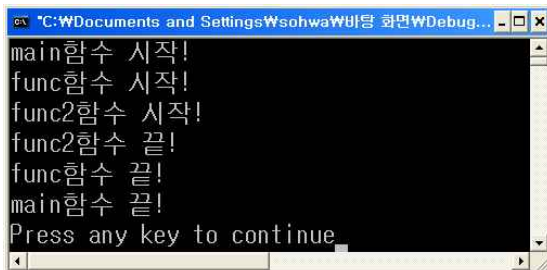 "C:₩Documents and Settings₩sohwa₩바탕 화면₩Debug...
main함수 시작!
func함수 시작!
func2함수 시작!
func2함수 끝!
func함수 끝!
main함수 끝!
Press any key to continue